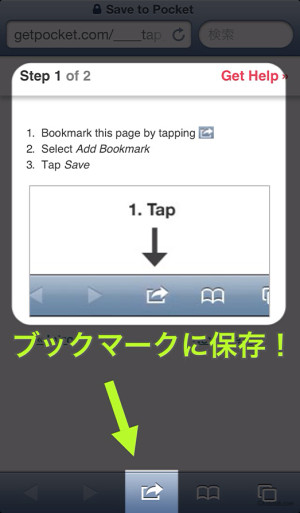 Save to Pocket
getpocket.com/____tap
検索
Step 1 of 2
Get Help »
1. Bookmark this page by tapping
2. Select Add Bookmark
3. Tap Save
1. Tap
ブックマークに保存！